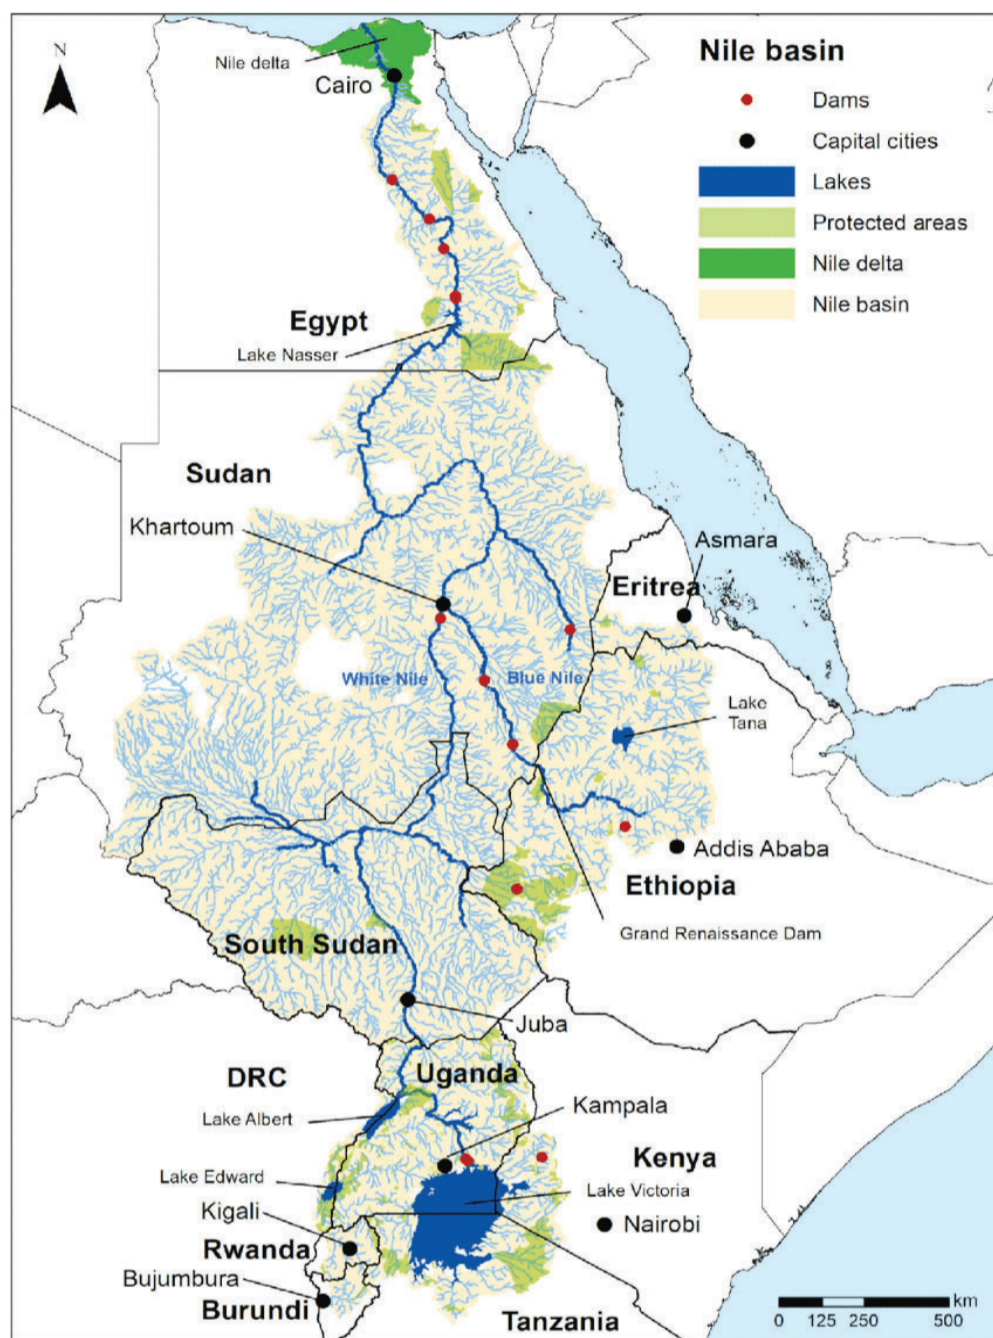 N
Nile delta
Cairo
Nile basin
Dams
Capital cities
Lakes
Protected areas
Nile delta
Nile basin
Egypt
Lake Nasser
Sudan
Khartoum
Asmara
Eritrea
White Nile
Blue Nile
Lake
Tana
Addis Ababa
Ethiopia
Grand Renaissance Dam
South Sudan
Juba
DRC
Uganda
Lake Albert
Kampala
Kenya
Lake Edward
Lake Victoria
Kigali
Nairobi
Rwanda
Bujumbura
Burundi
Tanzania
km
0 125 250 500